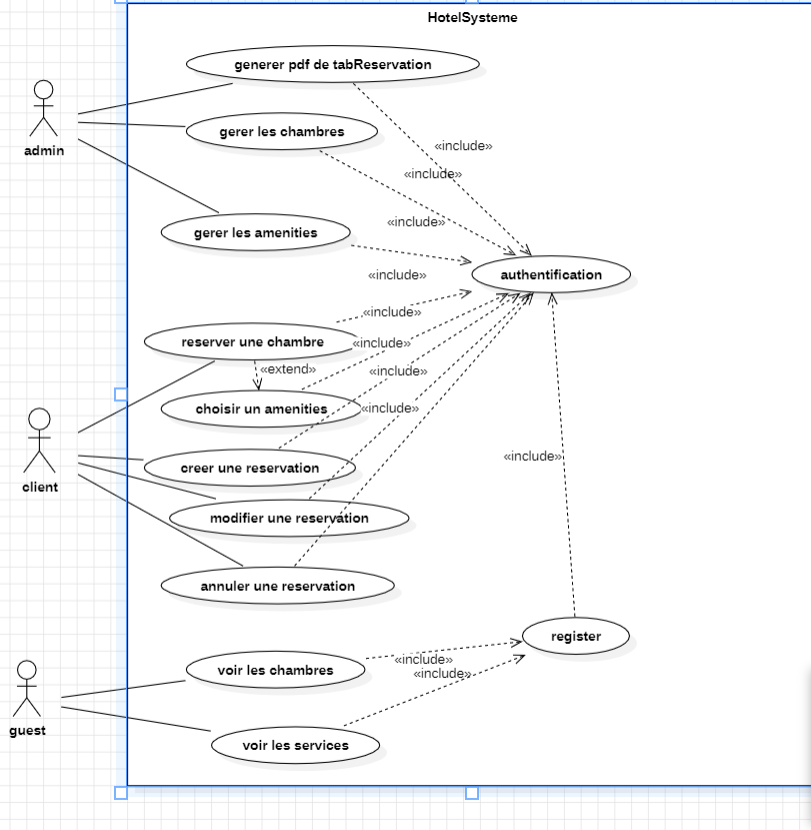 HotelSysteme
generer pdf de tabReservation
gerer les chambres
admin
«include»
«include»
«include»
gerer les amenities
«include»
authentification
«include»
reserver une chambre
«include»
«extend»
«include»
choisir un amenities
«include»
client
creer une reservation
«include»
modifier une reservation
annuler une reservation
register
«include»
voir les chambres
«include»
guest
voir les services